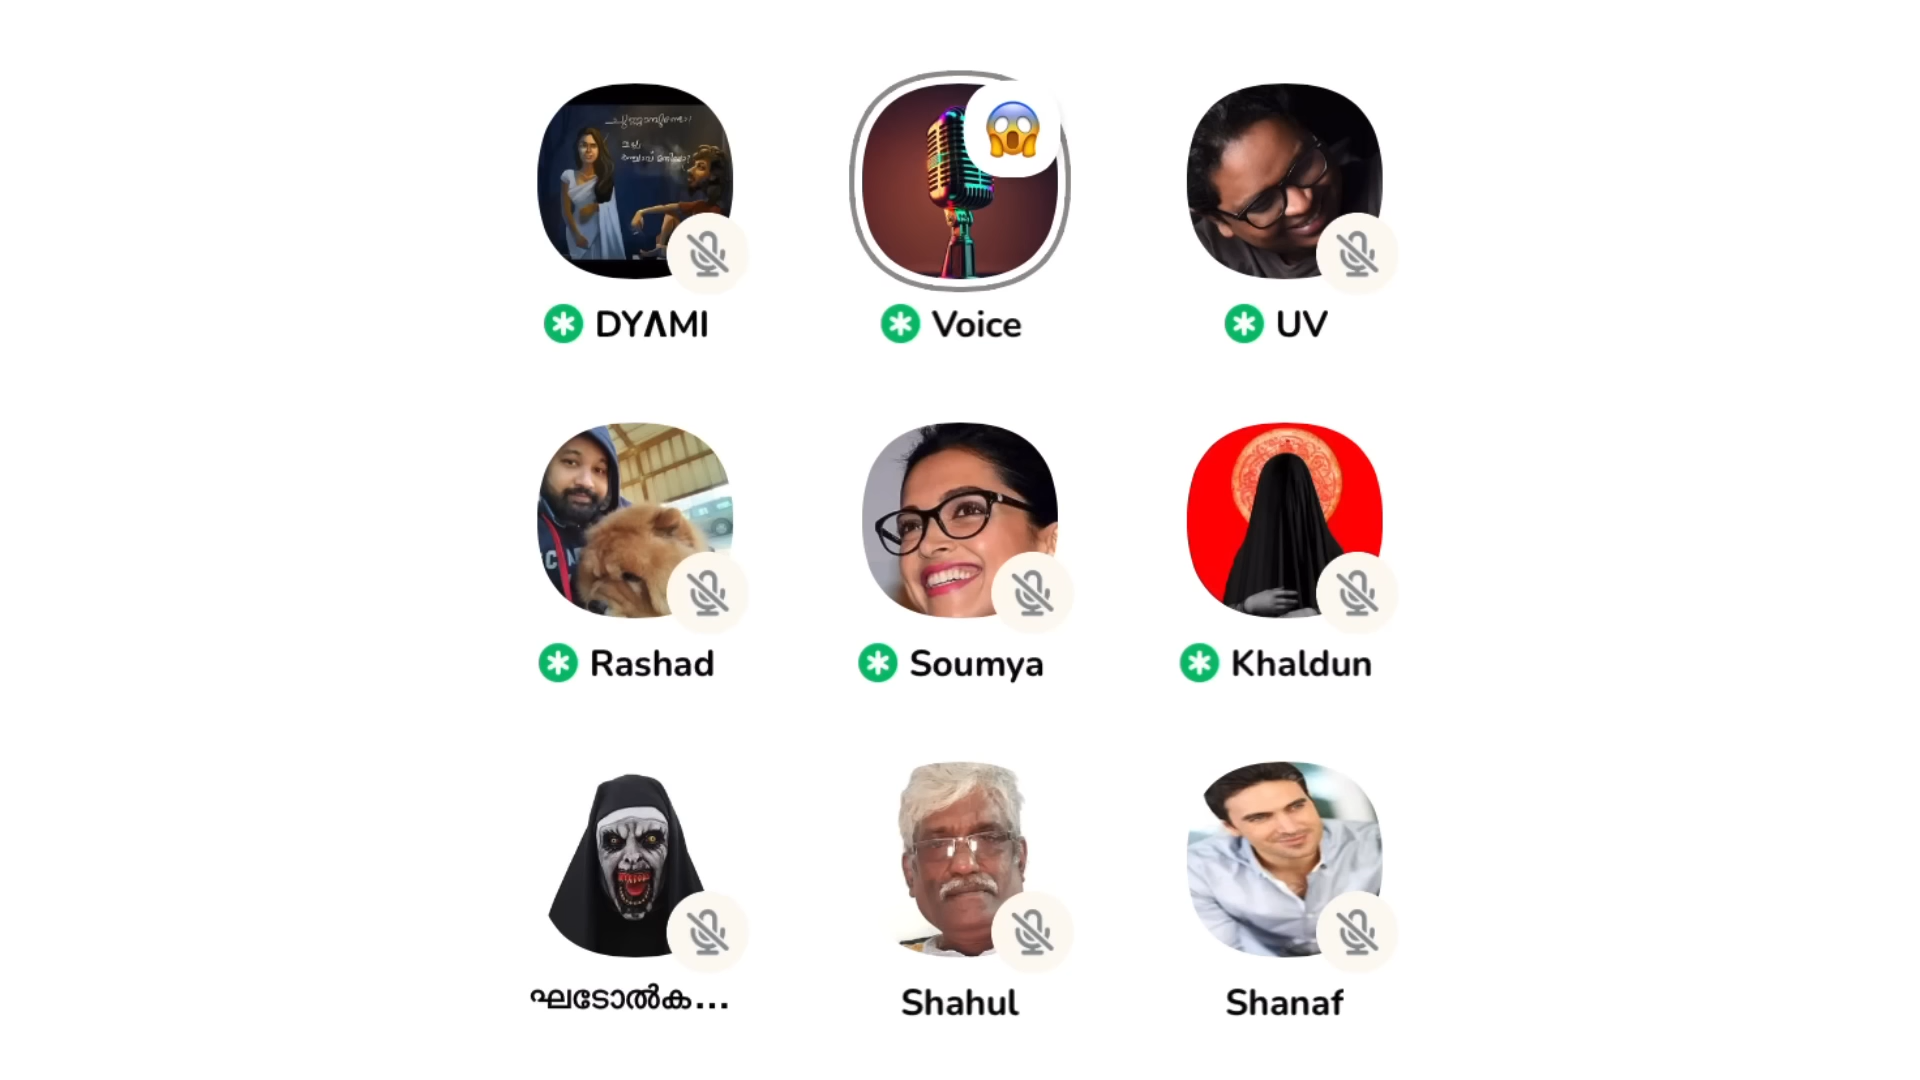 DYΛMI
Voice
UV
Rashad
Soumya
Khaldun
ഘടോൽക...
Shahul
Shanaf